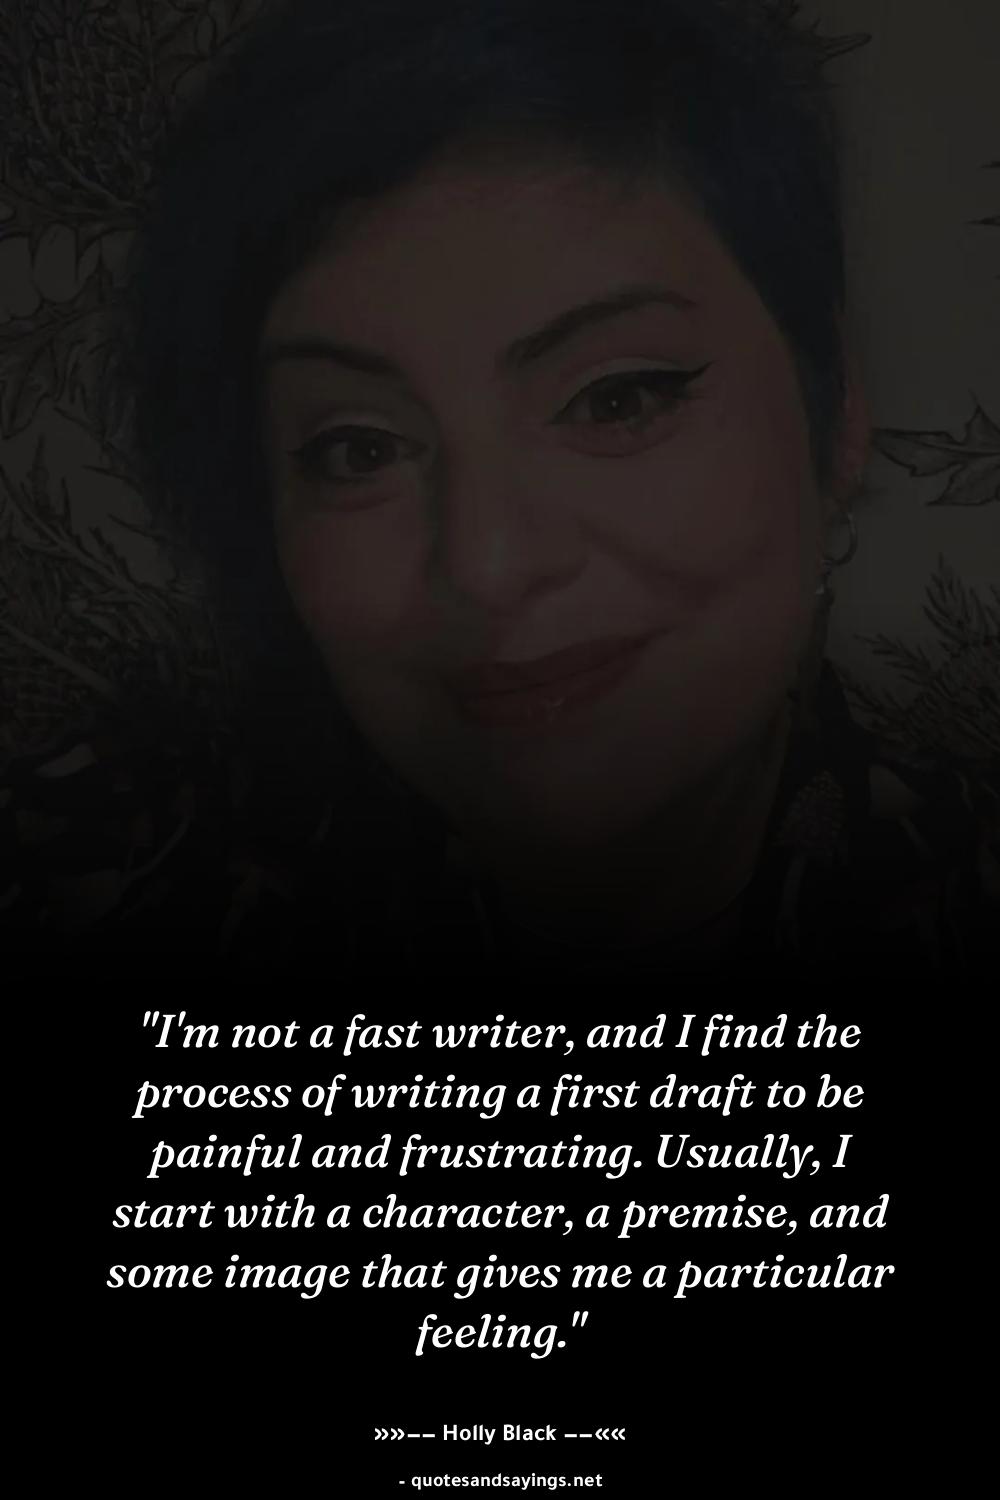 "I'm not a fast writer, and I find the
process of writing a first draft to be
painful and frustrating. Usually, I
start with a character, a premise, and
some image that gives me a particular
feeling."
»»—— Holly Black ——««
- quotesandsayings.net